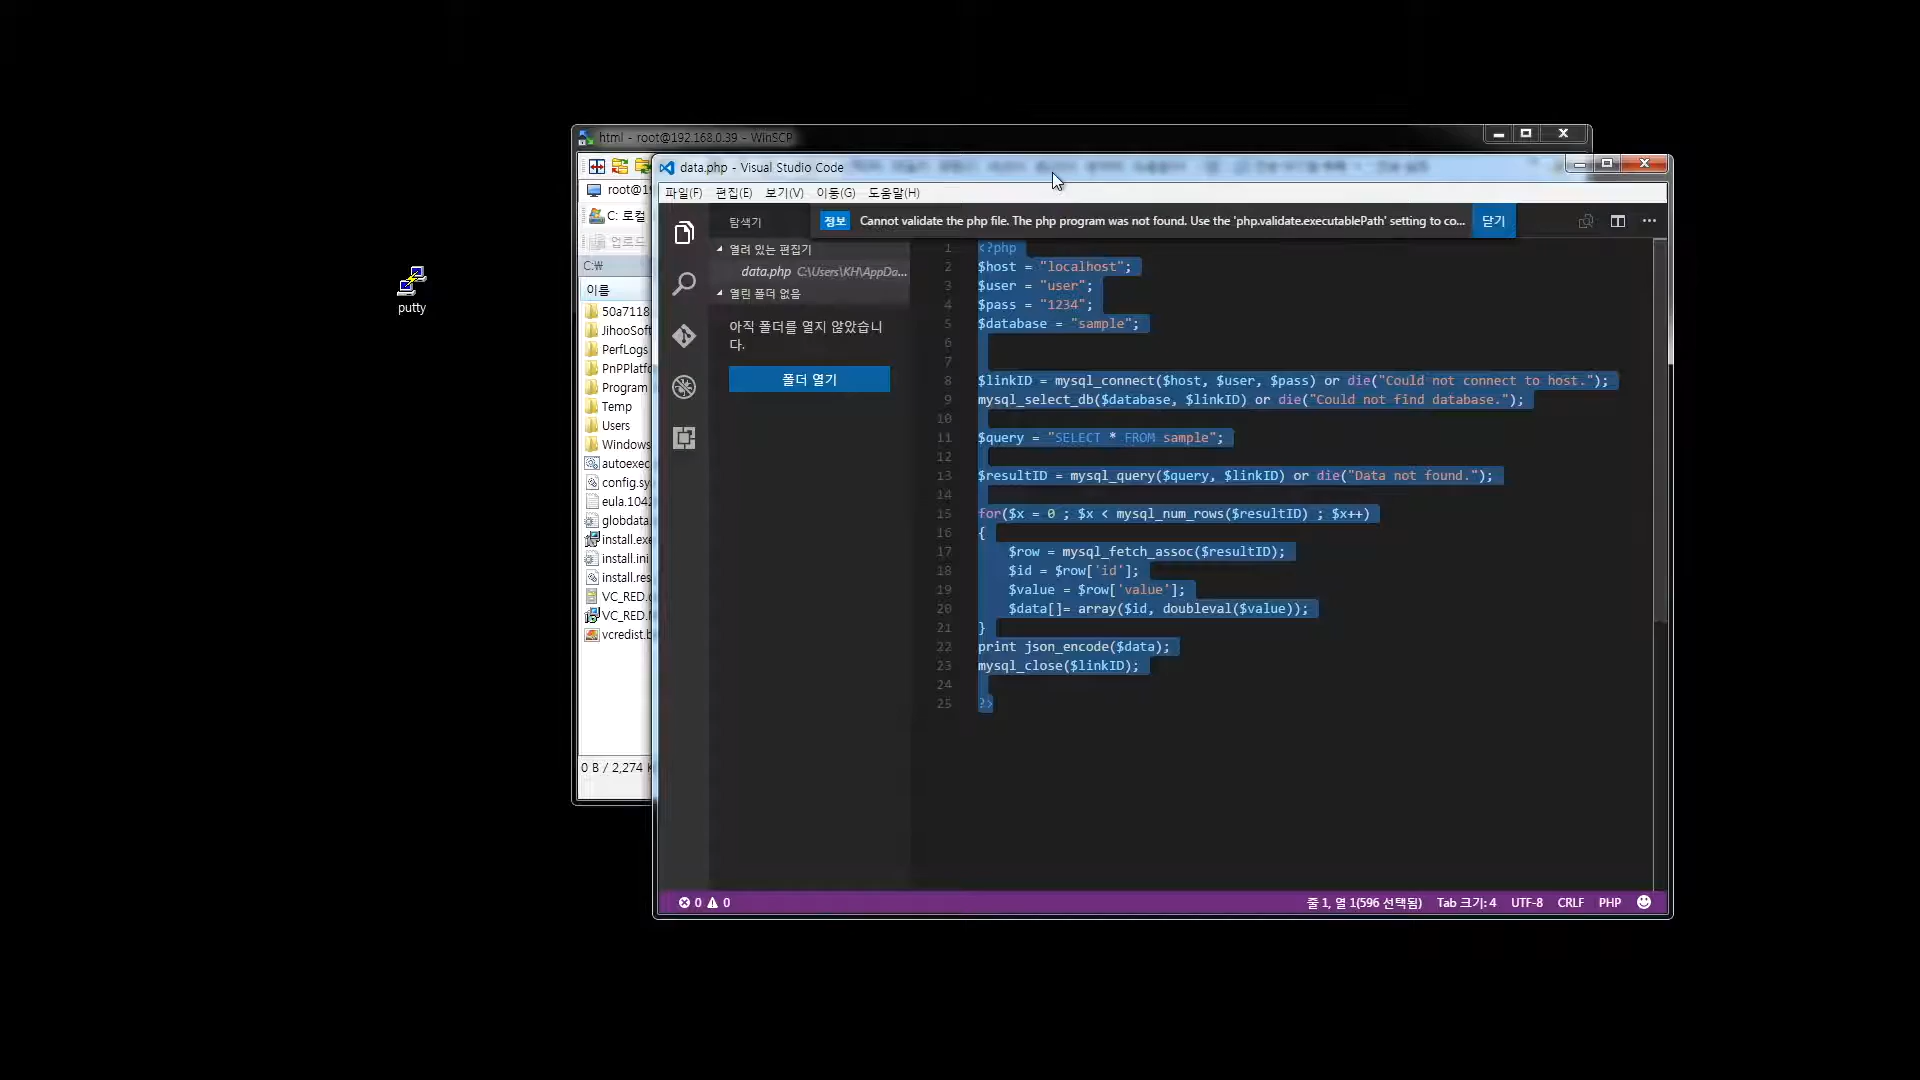 putty
html - root@192.168.0.39 - WinSCP
root@19
C: 로컬
업로드
C:₩
이름
50a7118
JihooSoft
PerfLogs
PnPPlatfo
Program
Temp
Users
Windows
autoexec
config.sy
eula.1042
globdata
install.exe
install.ini
install.res
VC_RED.c
VC_RED.M
vcredist.b
0 B / 2,274 K
data.php - Visual Studio Code
파일(F) 편집(E) 보기(V) 이동(G) 도움말(H)
탐색기
정보 Cannot validate the php file. The php program was not found. Use the 'php.validate.executablePath' setting to co... 닫기
열려 있는 편집기
data.php C:\Users\KH\AppDa...
열린 폴더 없음
아직 폴더를 열지 않았습니
다.
폴더 열기
1 <?php
2 $host = "localhost";
3 $user = "user";
4 $pass = "1234";
5 $database = "sample";
6
7
8 $linkID = mysql_connect($host, $user, $pass) or die("Could not connect to host.");
9 mysql_select_db($database, $linkID) or die("Could not find database.");
10
11 $query = "SELECT * FROM sample";
12
13 $resultID = mysql_query($query, $linkID) or die("Data not found.");
14
15 for($x = 0 ; $x < mysql_num_rows($resultID) ; $x++)
16 {
17 $row = mysql_fetch_assoc($resultID);
18 $id = $row['id'];
19 $value = $row['value'];
20 $data[]= array($id, doubleval($value));
21 }
22 print json_encode($data);
23 mysql_close($linkID);
24
25 ?>
0 0 줄 1, 열 1(596 선택됨) Tab 크기: 4 UTF-8 CRLF PHP